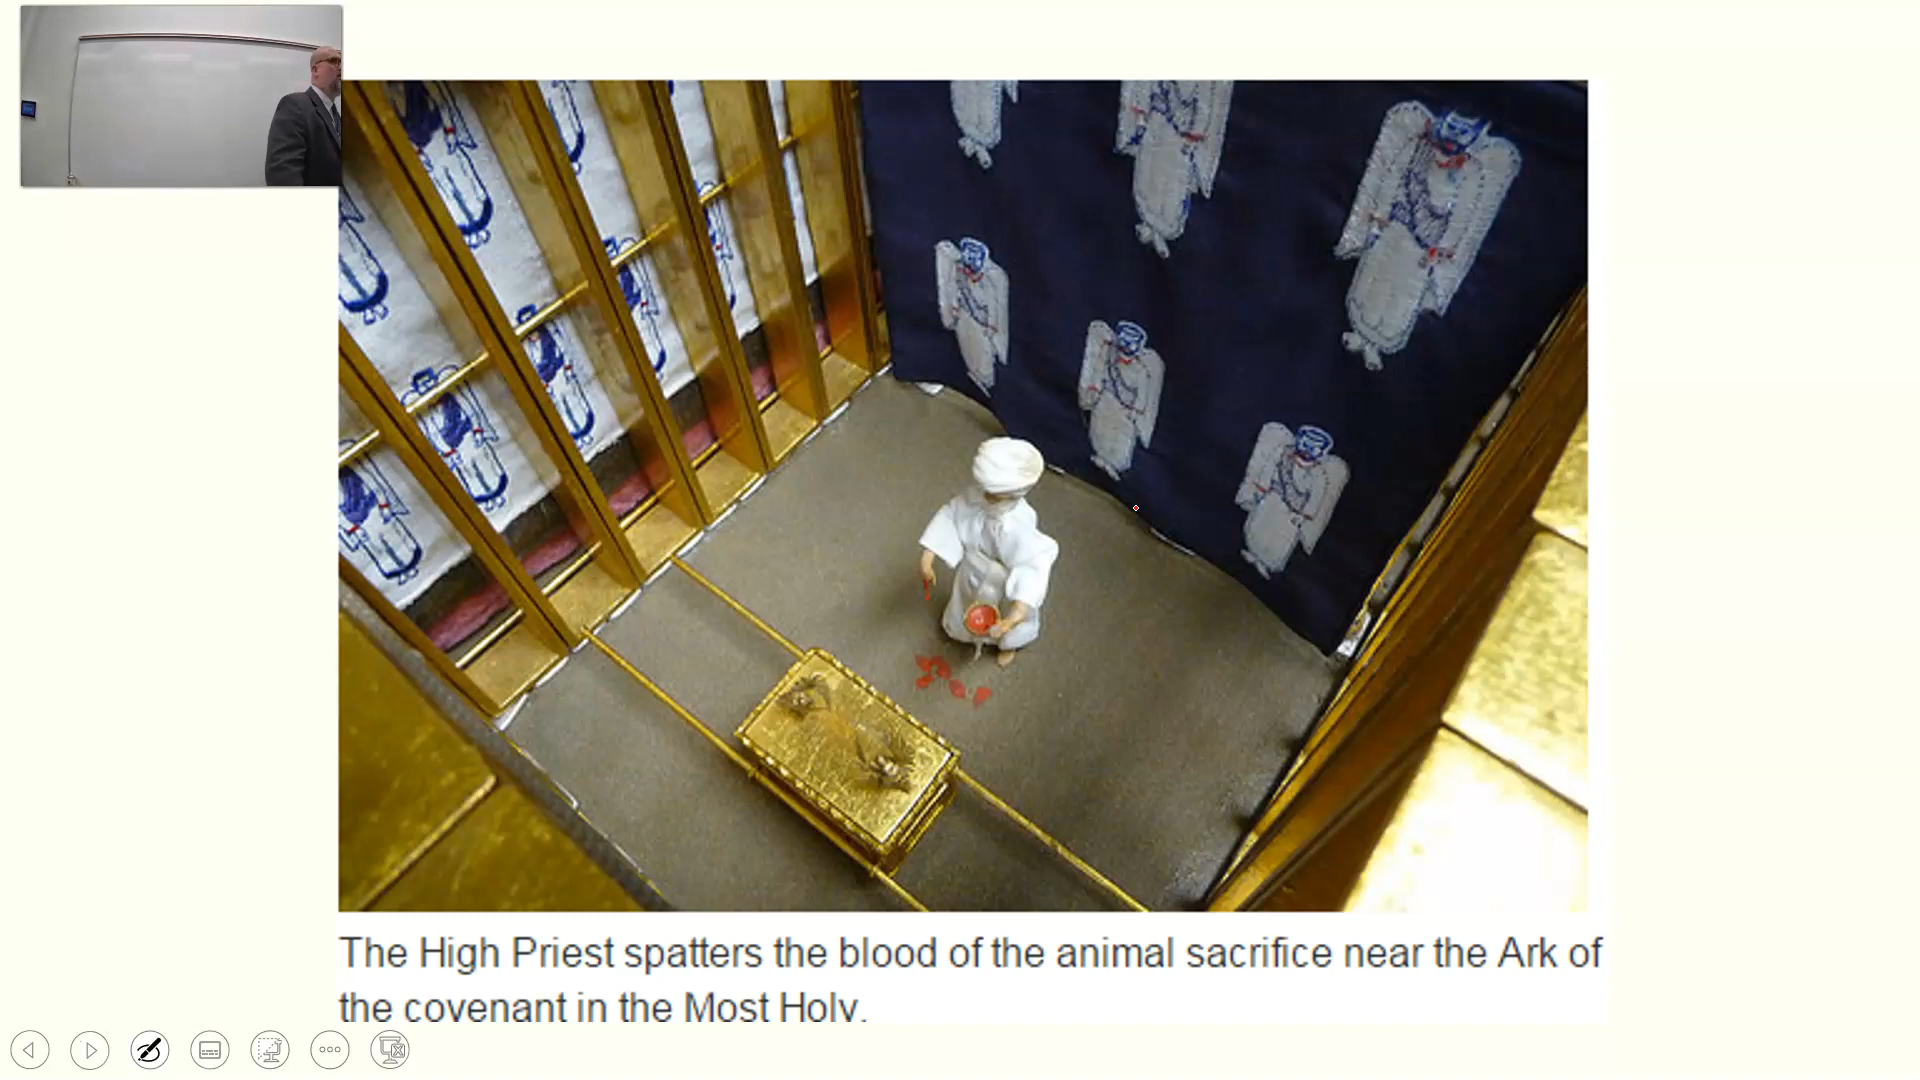 The High Priest spatters the blood of the animal sacrifice near the Ark of
the covenant in the Most Holy.